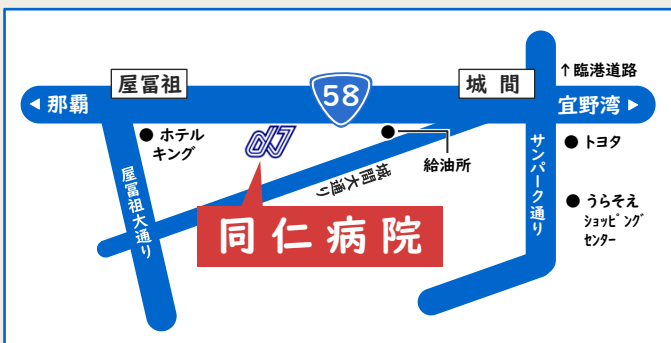 ↑臨港道路
屋冨祖
58
城間
◀那覇
宜野湾▶
● ホテル
キング
給油所
● トヨタ
屋冨祖大通り
城間大通り
サンパーク通り
● うらそえ
ショッピング
センター
同仁病院